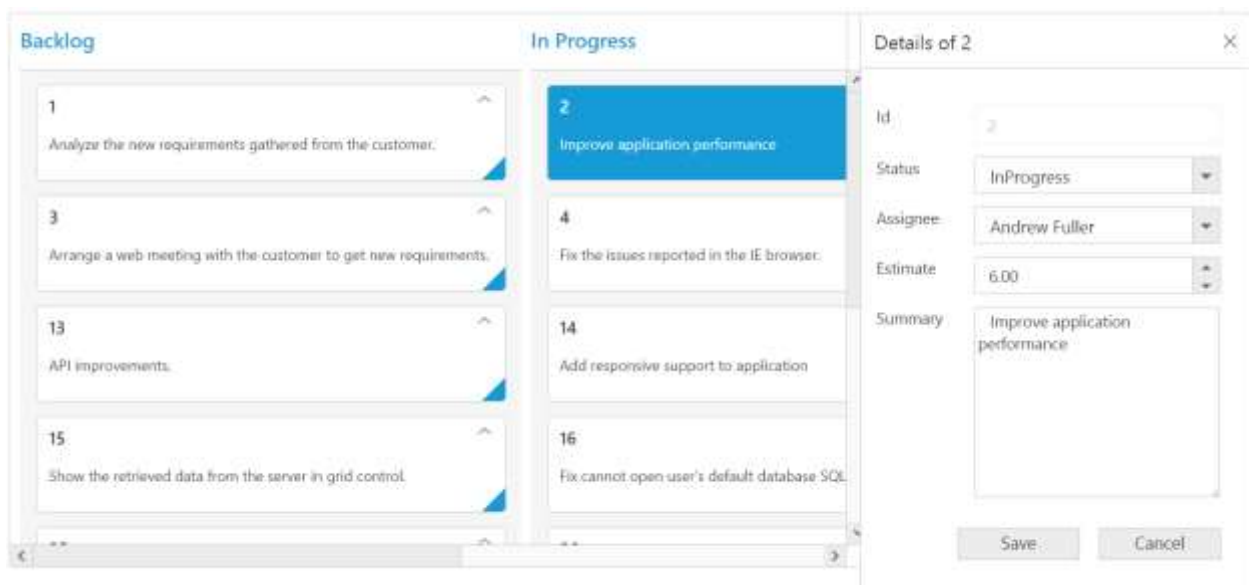 Backlog
1
Analyze the new requirements gathered from the customer.
3
Arrange a web meeting with the customer to get new requirements.
13
API improvements.
15
Show the retrieved data from the server in grid control.
In Progress
2
Improve application performance
4
Fix the issues reported in the IE browser.
14
Add responsive support to application
16
Fix cannot open user's default database SQL
Details of 2
Id
2
Status
InProgress
Assignee
Andrew Fuller
Estimate
6.00
Summary
Improve application
performance
Save
Cancel